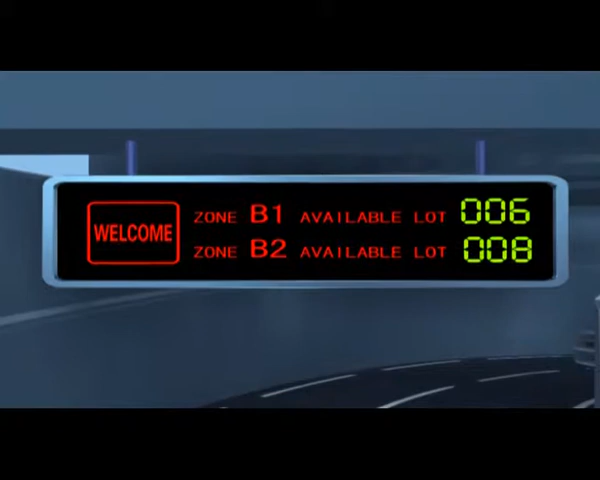 WELCOME
ZONE B1 AVAILABLE LOT 006
ZONE B2 AVAILABLE LOT 008